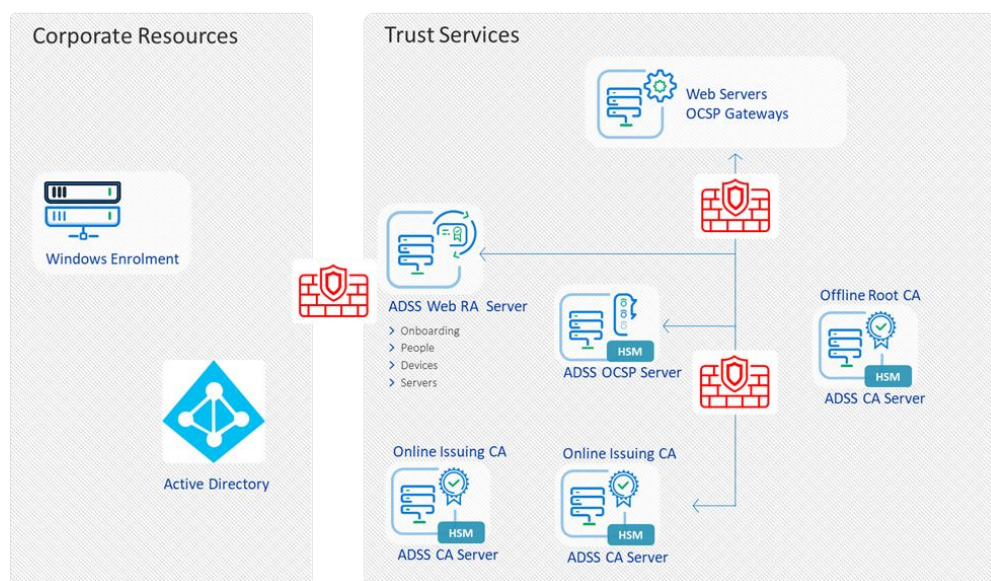 Corporate Resources
Windows Enrolment
Active Directory
Trust Services
Web Servers
OCSP Gateways
ADSS Web RA Server
> Onboarding
> People
> Devices
> Servers
HSM
ADSS OCSP Server
Offline Root CA
HSM
ADSS CA Server
Online Issuing CA
HSM
ADSS CA Server
Online Issuing CA
HSM
ADSS CA Server